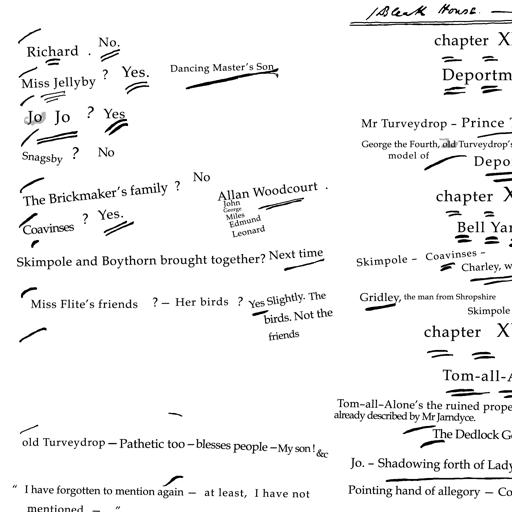 Richard . No.
Miss Jellyby ? Yes. Dancing Master's Son
Jo Jo ? Yes
Snagsby ? No
The Brickmaker's family ? No
Allan Woodcourt .
John
George
Miles
Edmund
Leonard
Coavinses ? Yes.
Skimpole and Boythorn brought together? Next time
Miss Flite's friends ? – Her birds ? Yes Slightly. The
birds. Not the
friends
old Turveydrop – Pathetic too – blesses people – My son! &c
" I have forgotten to mention again – at least, I have not
mentioned – "
Bleak House. —
chapter X
Deportm
Mr Turveydrop – Prince T
George the Fourth, old Turveydrop's
model of Depo
chapter X
Bell Yar
Skimpole – Coavinses –
Charley, w
Gridley, the man from Shropshire
Skimpole
chapter X
Tom-all-A
Tom-all-Alone's the ruined prope
already described by Mr Jarndyce.
The Dedlock G
Jo. – Shadowing forth of Lady
Pointing hand of allegory – Co